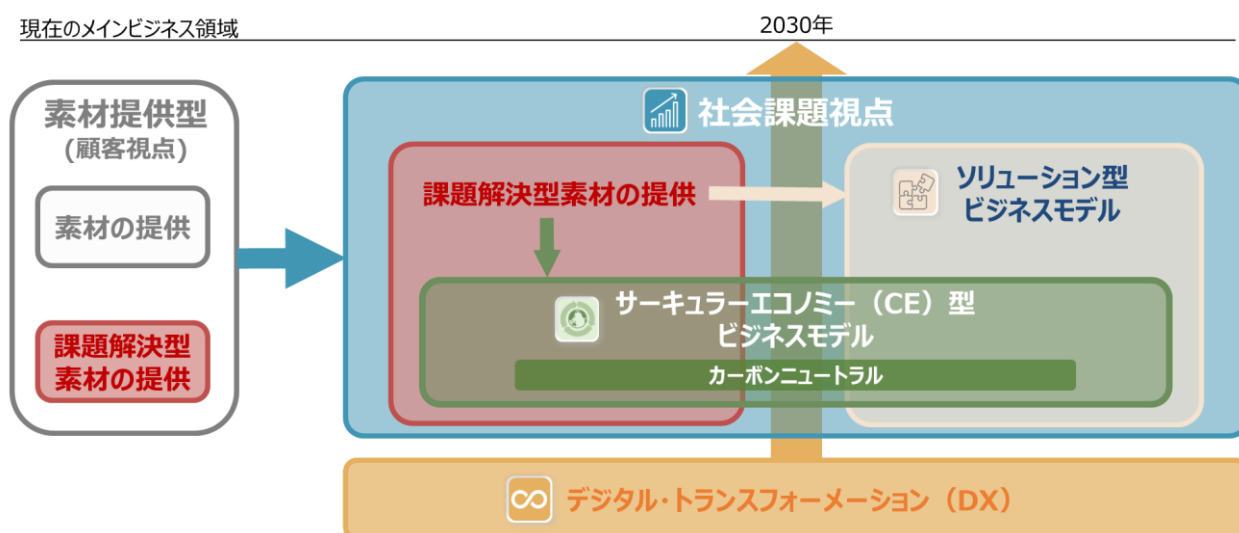 現在のメインビジネス領域
2030年
素材提供型
(顧客視点)
素材の提供
課題解決型
素材の提供
社会課題視点
課題解決型素材の提供
ソリューション型
ビジネスモデル
サーキュラーエコノミー（CE）型
ビジネスモデル
カーボンニュートラル
デジタル・トランスフォーメーション（DX）